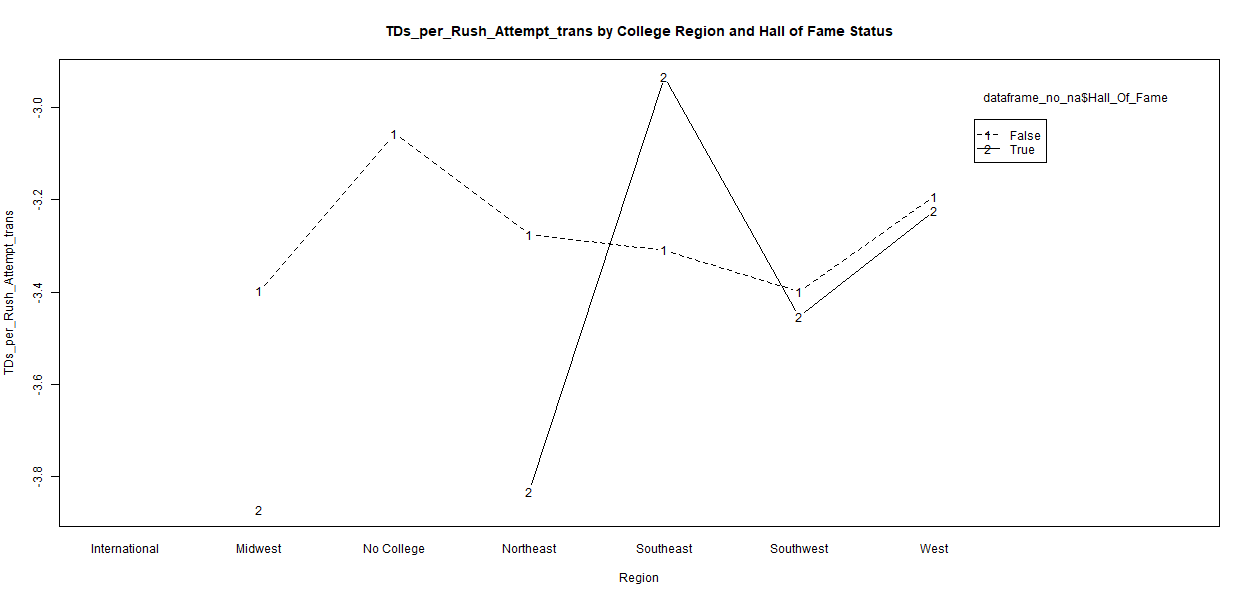 TDs_per_Rush_Attempt_trans by College Region and Hall of Fame Status
TDs_per_Rush_Attempt_trans
-3.0
-3.2
-3.4
-3.6
-3.8
dataframe_no_na$Hall_Of_Fame
1 False
2 True
1
2
1
1
2
2
1
1
2
1
2
International
Midwest
No College
Northeast
Southeast
Southwest
West
Region